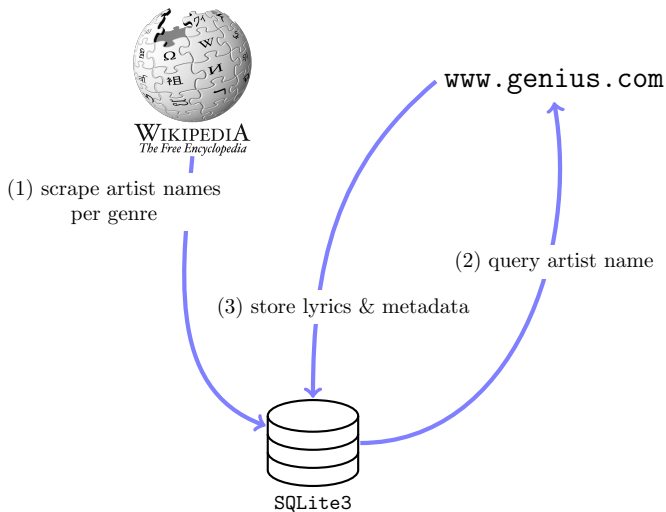 Ω
W
祖
И
WIKIPEDIA
The Free Encyclopedia
www.genius.com
(1) scrape artist names
per genre
(2) query artist name
(3) store lyrics & metadata
SQLite3